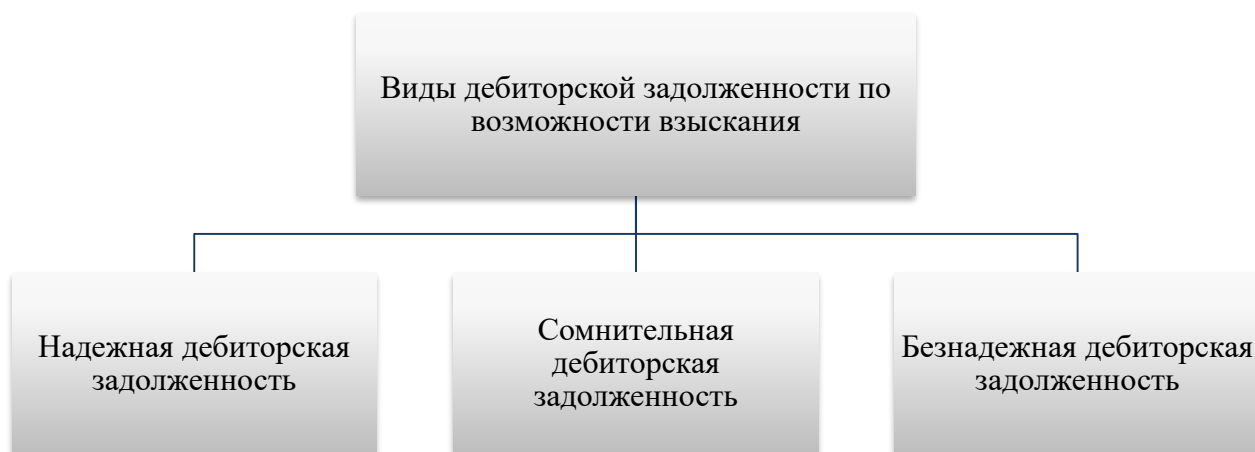 Виды дебиторской задолженности по
возможности взыскания
Надежная дебиторская
задолженность
Сомнительная
дебиторская
задолженность
Безнадежная дебиторская
задолженность